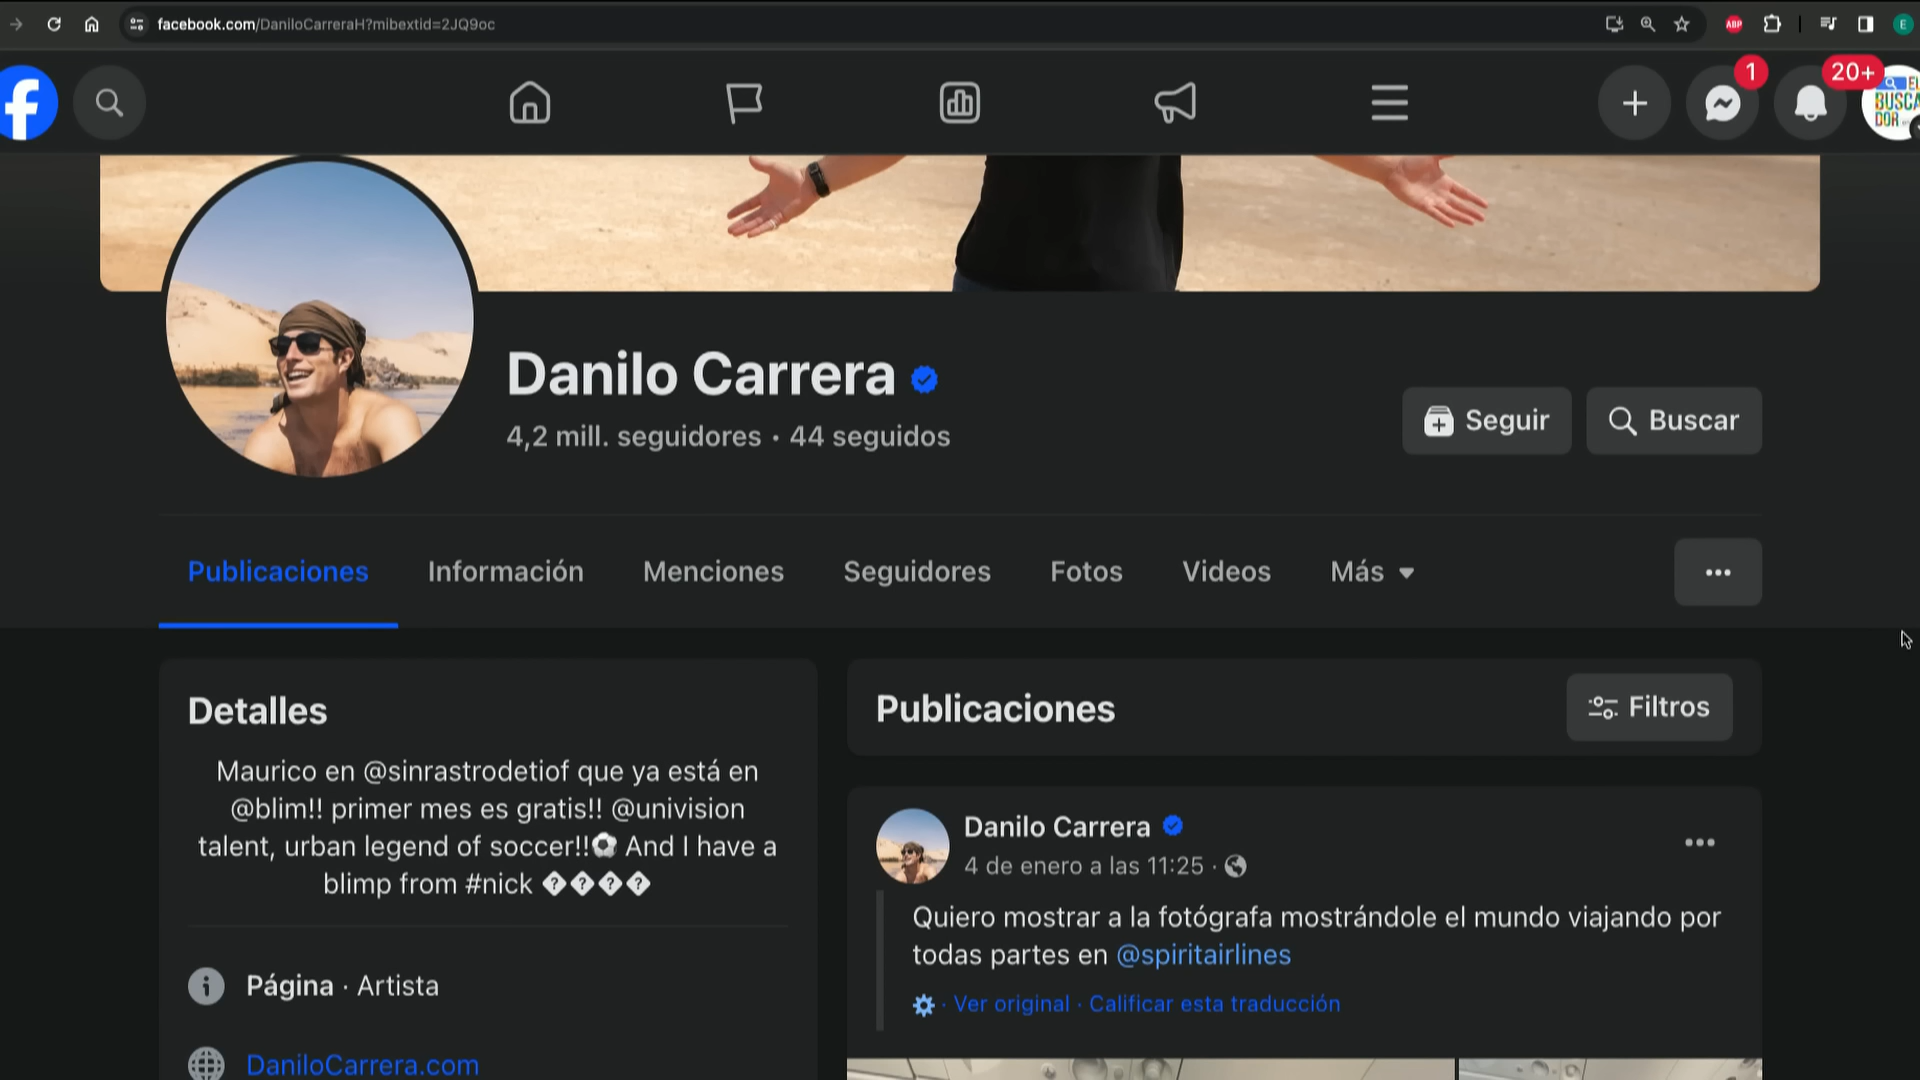 facebook.com/DaniloCarreraH?mibextid=2JQ9oc
ABP
E
1
20+
EL
BUSCA
DOR
Danilo Carrera
4,2 mill. seguidores · 44 seguidos
Seguir
Buscar
Publicaciones
Información
Menciones
Seguidores
Fotos
Videos
Más
Detalles
Maurico en @sinrastrodetiof que ya está en
@blim!! primer mes es gratis!! @univision
talent, urban legend of soccer!!⚽ And I have a
blimp from #nick ����
Página · Artista
DaniloCarrera.com
Publicaciones
Filtros
Danilo Carrera
4 de enero a las 11:25 ·
Quiero mostrar a la fotógrafa mostrándole el mundo viajando por
todas partes en @spiritairlines
· Ver original · Calificar esta traducción